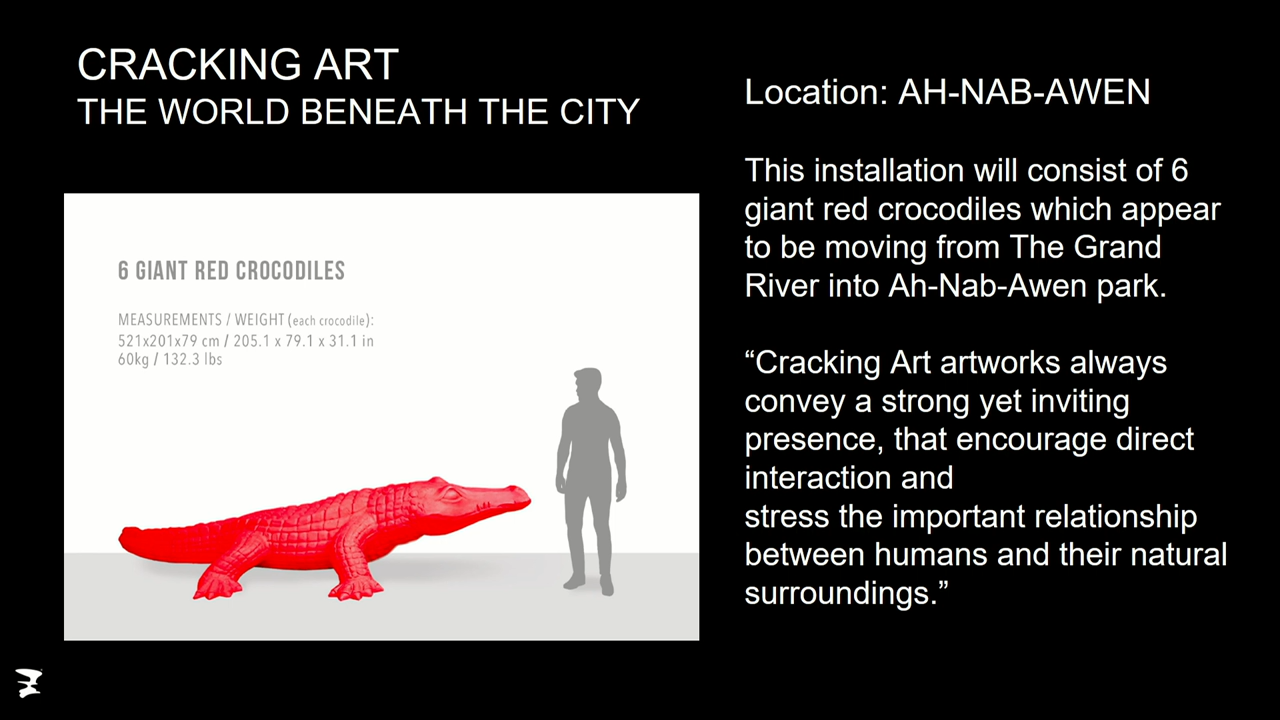 CRACKING ART
THE WORLD BENEATH THE CITY
6 GIANT RED CROCODILES
MEASUREMENTS / WEIGHT (each crocodile):
521x201x79 cm / 205.1 x 79.1 x 31.1 in
60kg / 132.3 lbs
Location: AH-NAB-AWEN
This installation will consist of 6
giant red crocodiles which appear
to be moving from The Grand
River into Ah-Nab-Awen park.
“Cracking Art artworks always
convey a strong yet inviting
presence, that encourage direct
interaction and
stress the important relationship
between humans and their natural
surroundings.”